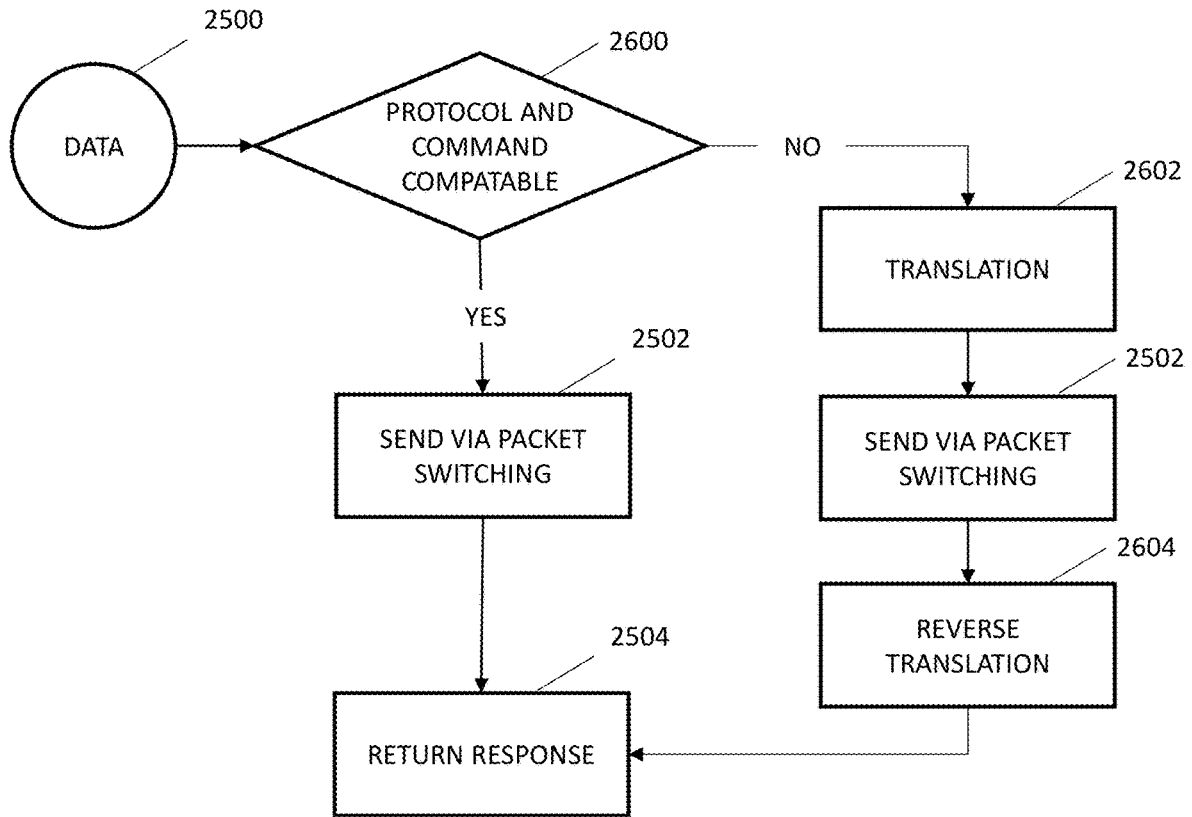 2500
2600
DATA
PROTOCOL AND
COMMAND
COMPATABLE
NO
2602
TRANSLATION
YES
2502
SEND VIA PACKET
SWITCHING
2502
SEND VIA PACKET
SWITCHING
2604
REVERSE
TRANSLATION
2504
RETURN RESPONSE